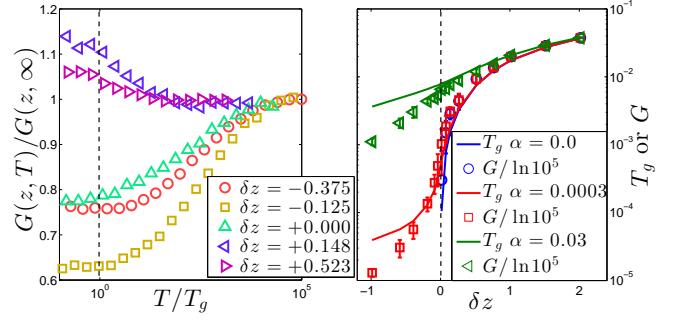 G(z, T)/G(z, ∞)
1.2
1.1
1
0.9
0.8
0.7
0.6
10^0
10^5
T/T_g
δz = −0.375
δz = −0.125
δz = +0.000
δz = +0.148
δz = +0.523
10^{-1}
10^{-2}
10^{-3}
10^{-4}
10^{-5}
T_g or G
-1
0
1
2
δz
T_g α = 0.0
G/ ln10^5
T_g α = 0.0003
G/ ln10^5
T_g α = 0.03
G/ ln10^5